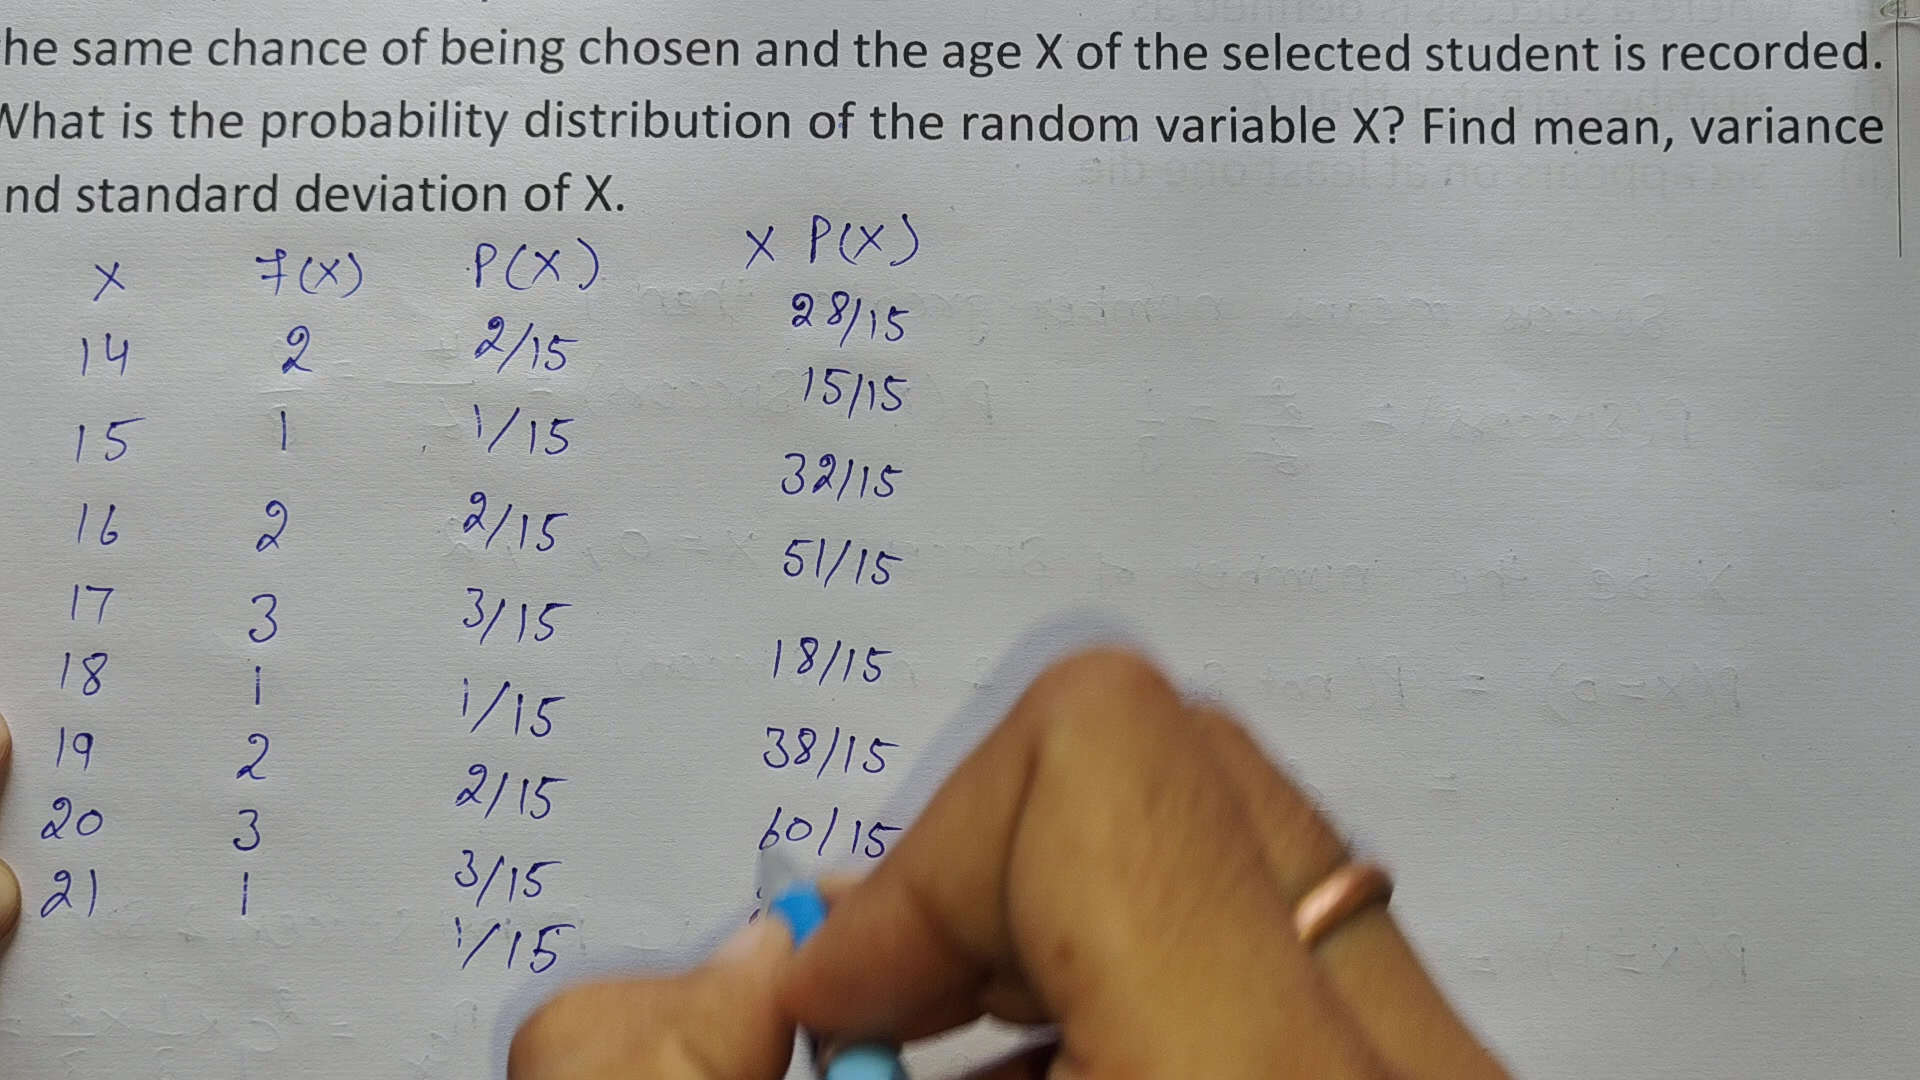 he same chance of being chosen and the age X of the selected student is recorded.
What is the probability distribution of the random variable X? Find mean, variance
nd standard deviation of X.
X f(X) P(X) X P(X)
14 2 2/15 28/15
15 1 1/15 15/15
16 2 2/15 32/15
17 3 3/15 51/15
18 1 1/15 18/15
19 2 2/15 38/15
20 3 3/15 60/15
21 1 1/15